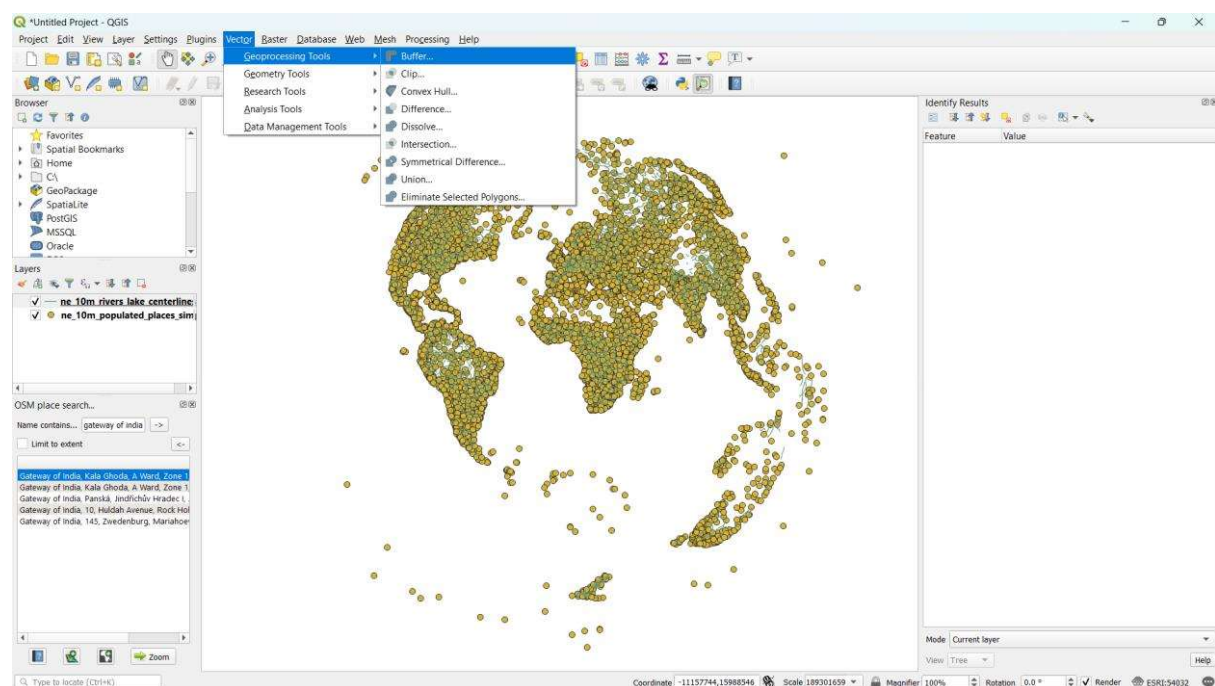 *Untitled Project - QGIS
Project Edit View Layer Settings Plugins Vector Raster Database Web Mesh Processing Help
Geoprocessing Tools
Geometry Tools
Research Tools
Analysis Tools
Data Management Tools
Buffer...
Clip...
Convex Hull...
Difference...
Dissolve...
Intersection...
Symmetrical Difference...
Union...
Eliminate Selected Polygons...
Browser
Favorites
Spatial Bookmarks
Home
C:\
GeoPackage
SpatiaLite
PostGIS
MSSQL
Oracle
Layers
ne_10m_rivers_lake_centerline
ne_10m_populated_places_sim
OSM place search...
Name contains... gateway of india ->
Limit to extent <-
Gateway of India, Kala Ghoda, A Ward, Zone 1
Gateway of India, Kala Ghoda, A Ward, Zone 1,
Gateway of India, Panská, Jindřichův Hradec I,
Gateway of India, 10, Huldah Avenue, Rock Hol
Gateway of India, 145, Zwedenburg, Mariahoe
Zoom
Identify Results
Feature Value
Mode Current layer
View Tree
Help
Type to locate (Ctrl+K)
Coordinate -11157744,15988546 Scale 189301659 Magnifier 100% Rotation 0.0 ° Render ESRI:54032